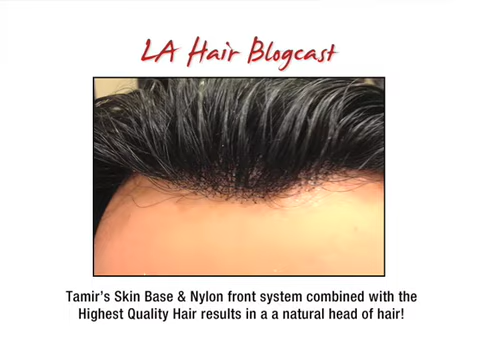 LA Hair Blogcast
Tamir's Skin Base & Nylon front system combined with the
Highest Quality Hair results in a a natural head of hair!